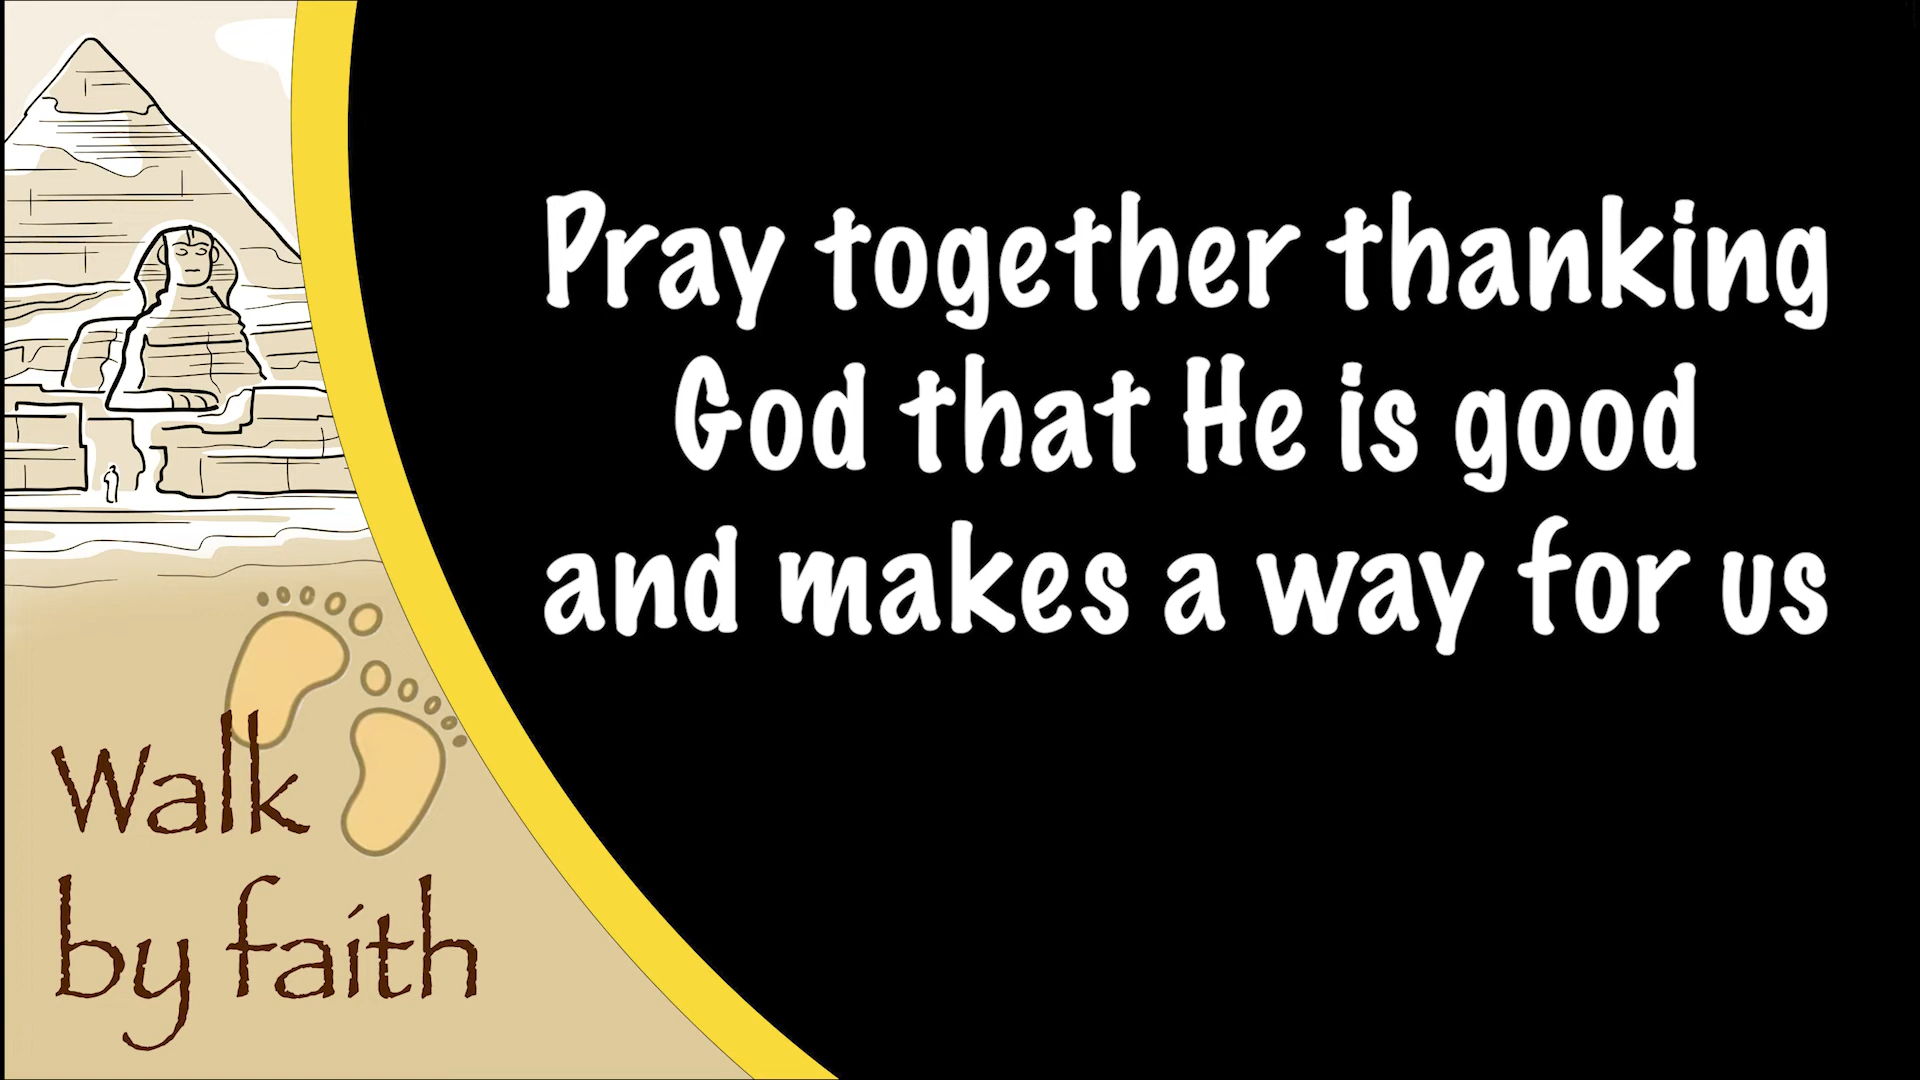 Pray together thanking
God that He is good
and makes a way for us
Walk
by faith